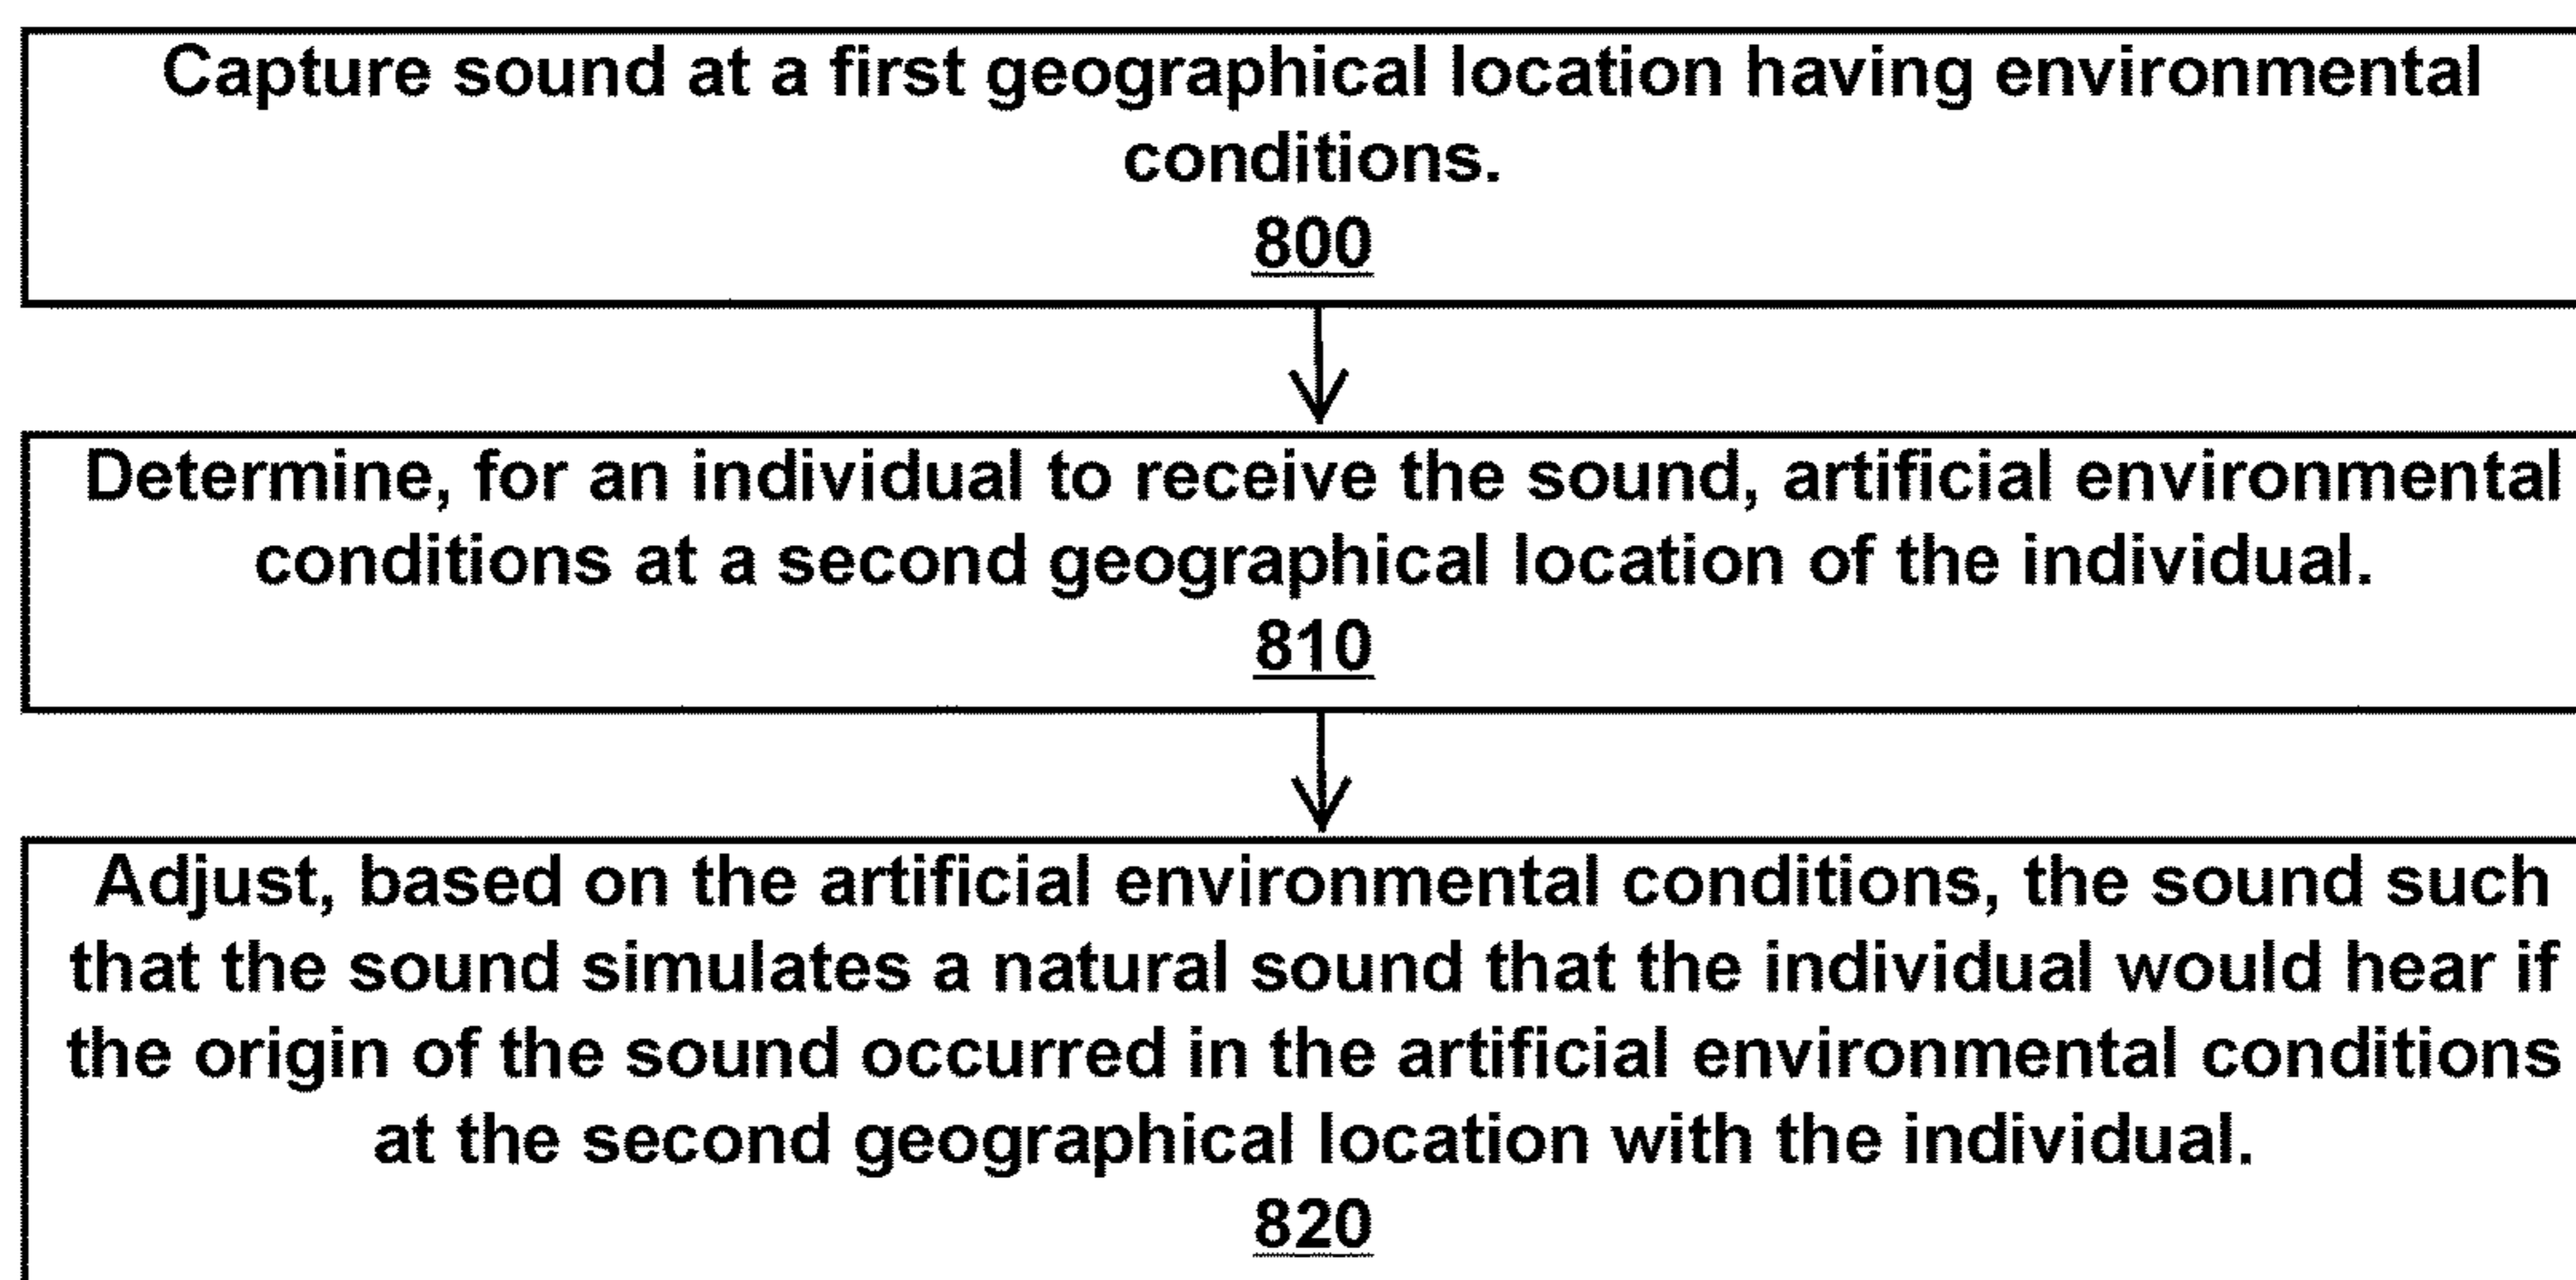 Capture sound at a first geographical location having environmental
conditions.
800
Determine, for an individual to receive the sound, artificial environmental
conditions at a second geographical location of the individual.
810
Adjust, based on the artificial environmental conditions, the sound such
that the sound simulates a natural sound that the individual would hear if
the origin of the sound occurred in the artificial environmental conditions
at the second geographical location with the individual.
820